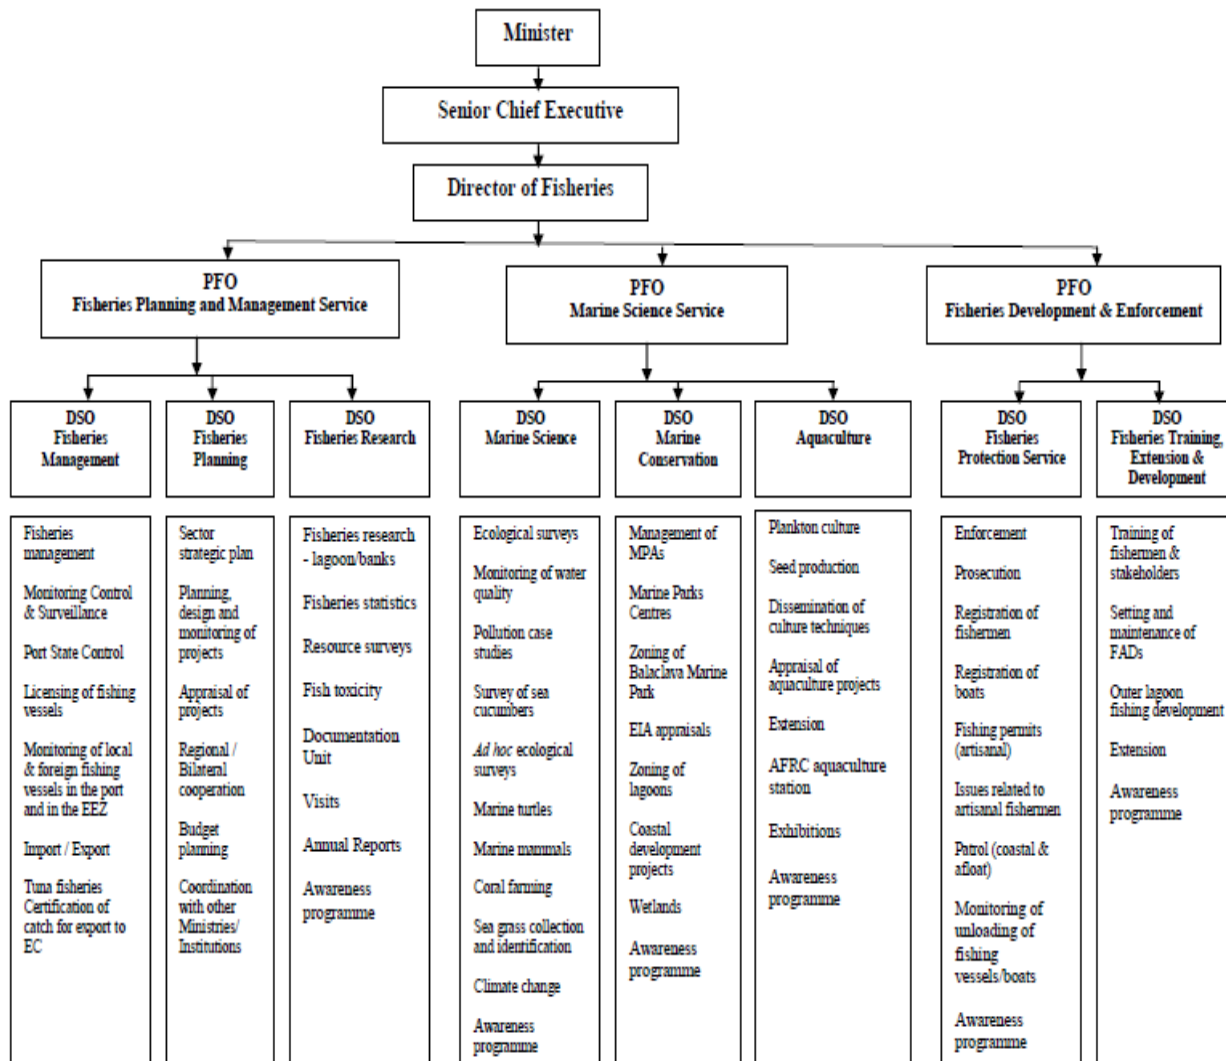 Minister
Senior Chief Executive
Director of Fisheries
PFO
Fisheries Planning and Management Service
PFO
Marine Science Service
PFO
Fisheries Development & Enforcement
DSO
Fisheries
Management
DSO
Fisheries
Planning
DSO
Fisheries Research
DSO
Marine Science
DSO
Marine
Conservation
DSO
Aquaculture
DSO
Fisheries
Protection Service
DSO
Fisheries Training,
Extension &
Development
Fisheries
management
Monitoring Control
& Surveillance
Port State Control
Licensing of fishing
vessels
Monitoring of local
& foreign fishing
vessels in the port
and in the EEZ
Import / Export
Tuna fisheries
Certification of
catch for export to
EC
Sector
strategic plan
Planning,
design and
monitoring of
projects
Appraisal of
projects
Regional /
Bilateral
cooperation
Budget
planning
Coordination
with other
Ministries/
Institutions
Fisheries research
- lagoon/banks
Fisheries statistics
Resource surveys
Fish toxicity
Documentation
Unit
Visits
Annual Reports
Awareness
programme
Ecological surveys
Monitoring of water
quality
Pollution case
studies
Survey of sea
cucumbers
Ad hoc ecological
surveys
Marine turtles
Marine mammals
Coral farming
Sea grass collection
and identification
Climate change
Awareness
programme
Management of
MPAs
Marine Parks
Centres
Zoning of
Balaclava Marine
Park
EIA appraisals
Zoning of
lagoons
Coastal
development
projects
Wetlands
Awareness
programme
Plankton culture
Seed production
Dissemination of
culture techniques
Appraisal of
aquaculture projects
Extension
AFRC aquaculture
station
Exhibitions
Awareness
programme
Enforcement
Prosecution
Registration of
fishermen
Registration of
boats
Fishing permits
(artisanal)
Issues related to
artisanal fishermen
Patrol (coastal &
afloat)
Monitoring of
unloading of
fishing
vessels/boats
Awareness
programme
Training of
fishermen &
stakeholders
Setting and
maintenance of
FADs
Outer lagoon
fishing development
Extension
Awareness
programme